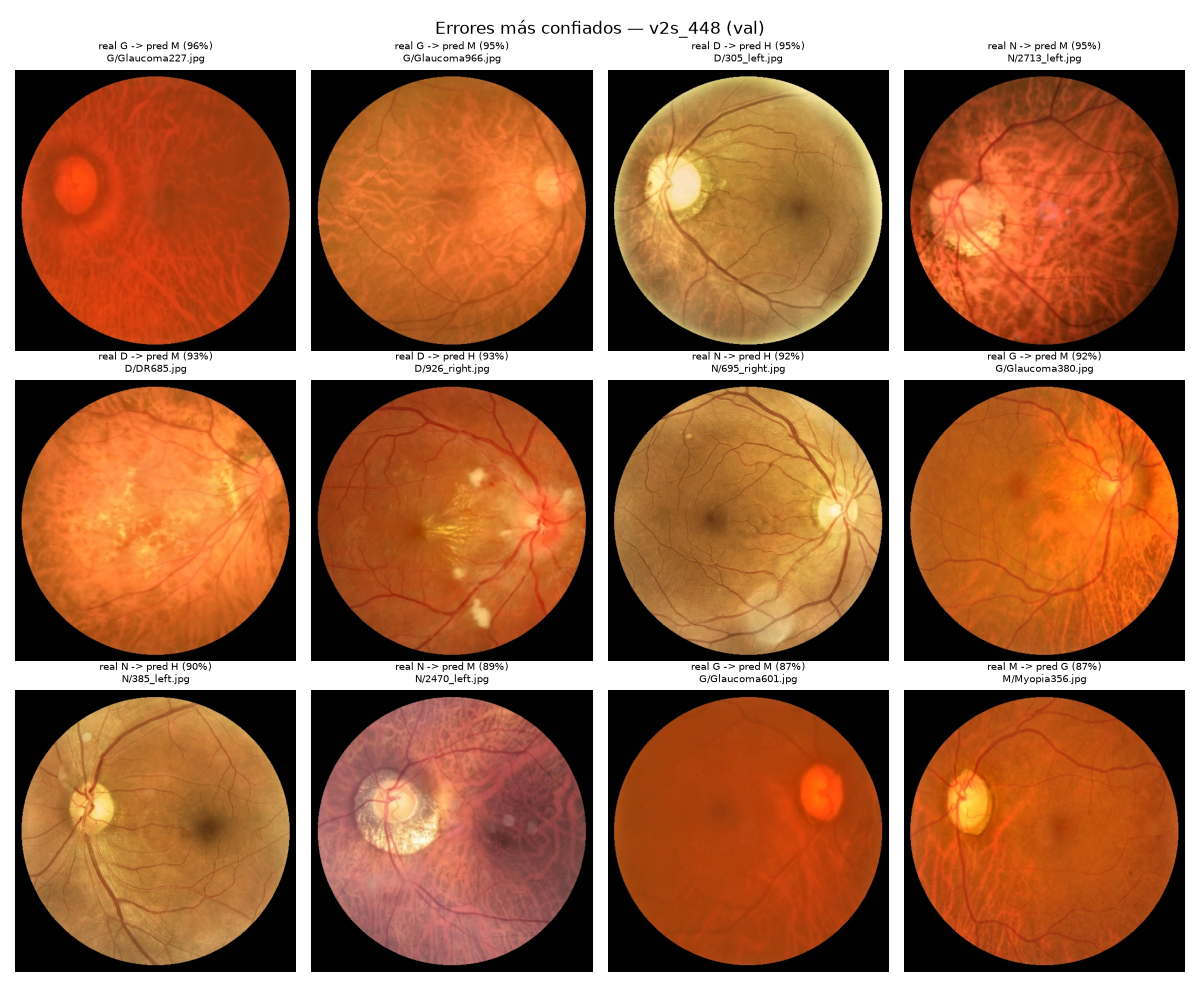 Errores más confiados — v2s_448 (val)
real G -> pred M (96%)
G/Glaucoma227.jpg
real G -> pred M (95%)
G/Glaucoma966.jpg
real D -> pred H (95%)
D/305_left.jpg
real N -> pred M (95%)
N/2713_left.jpg
real D -> pred M (93%)
D/DR685.jpg
real D -> pred H (93%)
D/926_right.jpg
real N -> pred H (92%)
N/695_right.jpg
real G -> pred M (92%)
G/Glaucoma380.jpg
real N -> pred H (90%)
N/385_left.jpg
real N -> pred M (89%)
N/2470_left.jpg
real G -> pred M (87%)
G/Glaucoma601.jpg
real M -> pred G (87%)
M/Myopia356.jpg